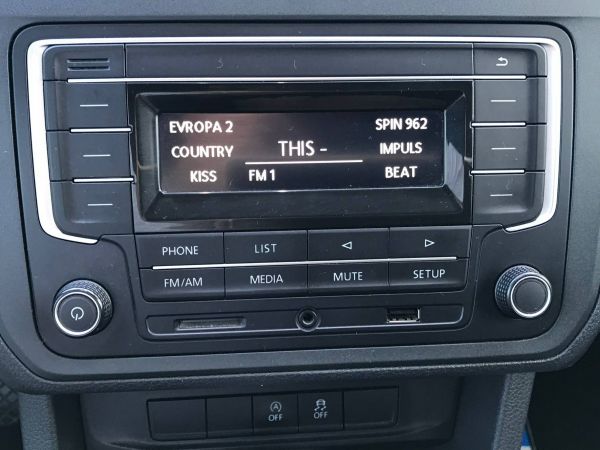 EVROPA 2 SPIN 962
COUNTRY THIS - IMPULS
KISS FM 1 BEAT
PHONE LIST
FM/AM MEDIA MUTE SETUP
A OFF OFF